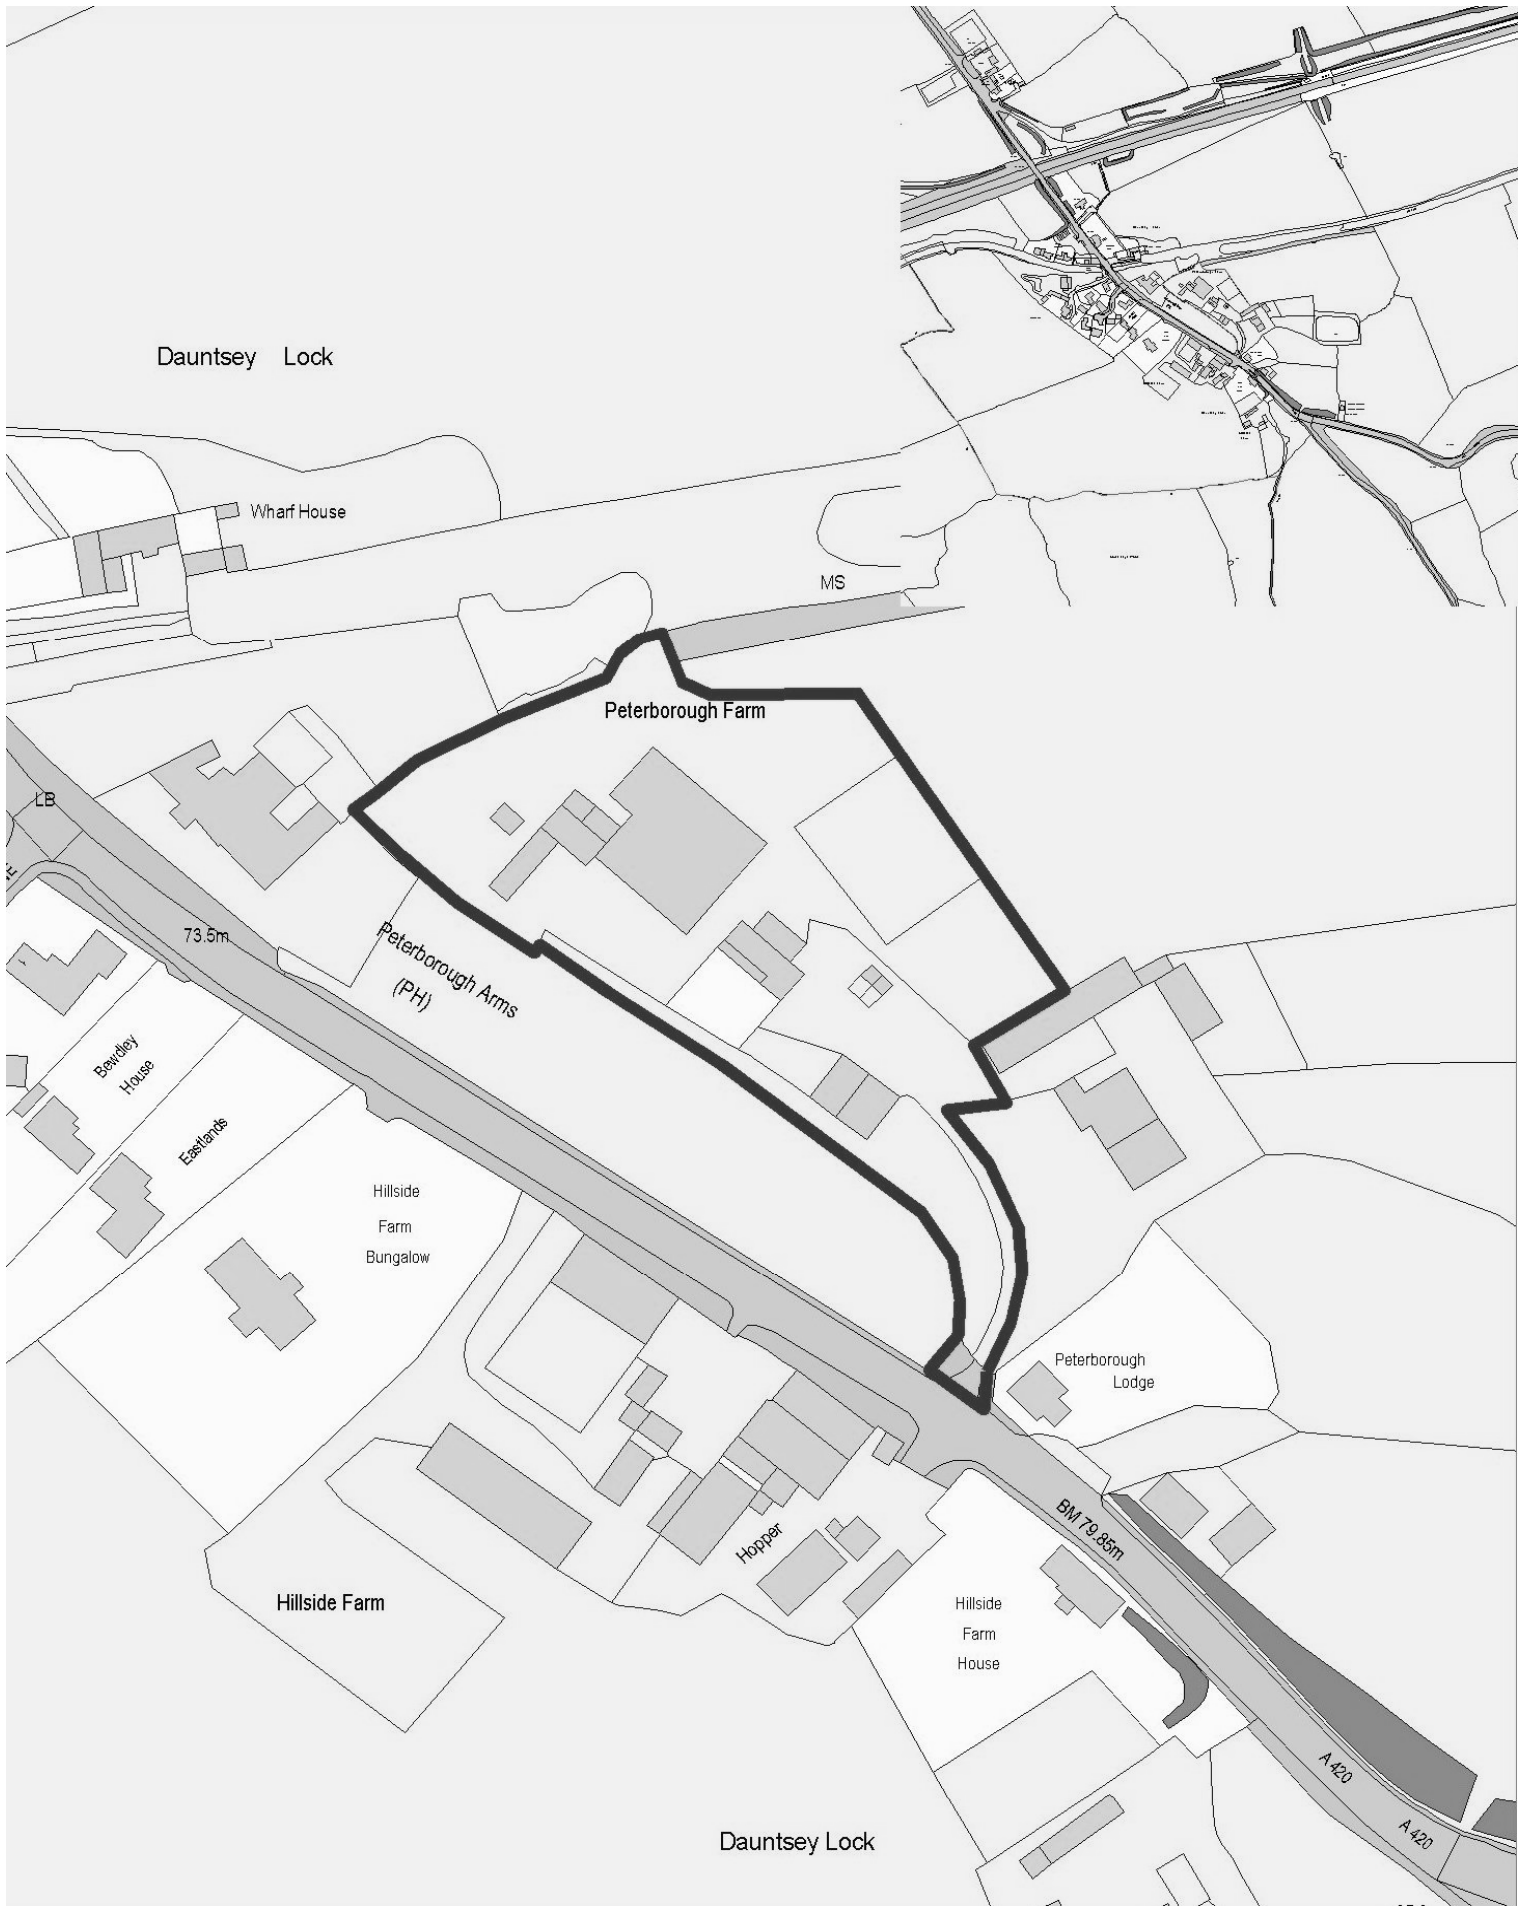 Dauntsey Lock
Wharf House
MS
Peterborough Farm
LB
73.5m
Peterborough Arms
(PH)
Bewdley
House
Eastlands
Hillside
Farm
Bungalow
Peterborough
Lodge
BM 79.85m
Hopper
Hillside Farm
Hillside
Farm
House
A 420
A 420
Dauntsey Lock